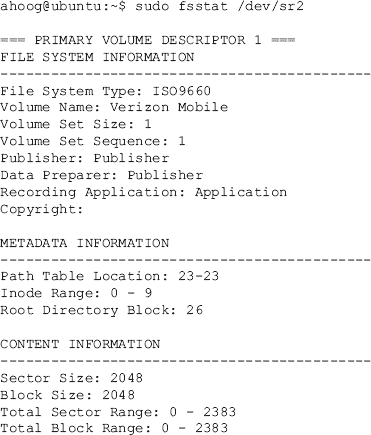 ahoog@ubuntu:~$ sudo fsstat /dev/sr2
=== PRIMARY VOLUME DESCRIPTOR 1 ===
FILE SYSTEM INFORMATION
--------------------------------------------
File System Type: ISO9660
Volume Name: Verizon Mobile
Volume Set Size: 1
Volume Set Sequence: 1
Publisher: Publisher
Data Preparer: Publisher
Recording Application: Application
Copyright:
METADATA INFORMATION
--------------------------------------------
Path Table Location: 23-23
Inode Range: 0 - 9
Root Directory Block: 26
CONTENT INFORMATION
--------------------------------------------
Sector Size: 2048
Block Size: 2048
Total Sector Range: 0 - 2383
Total Block Range: 0 - 2383